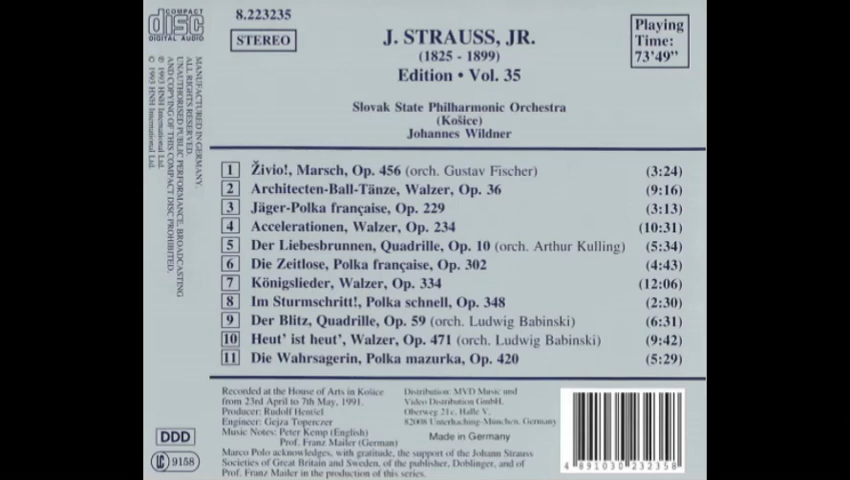 COMPACT
disc
DIGITAL AUDIO
8.223235
STEREO
J. STRAUSS, JR.
(1825 - 1899)
Edition • Vol. 35
Playing
Time:
73'49"
Slovak State Philharmonic Orchestra
(Košice)
Johannes Wildner
MANUFACTURED IN GERMANY.
ALL RIGHTS RESERVED.
UNAUTHORISED PUBLIC PERFORMANCE, BROADCASTING
AND COPYING OF THIS COMPACT DISC PROHIBITED.
℗ 1993 HNH International Ltd.
© 1993 HNH International Ltd.
1 Živio!, Marsch, Op. 456 (orch. Gustav Fischer) (3:24)
2 Architecten-Ball-Tänze, Walzer, Op. 36 (9:16)
3 Jäger-Polka française, Op. 229 (3:13)
4 Accelerationen, Walzer, Op. 234 (10:31)
5 Der Liebesbrunnen, Quadrille, Op. 10 (orch. Arthur Kulling) (5:34)
6 Die Zeitlose, Polka française, Op. 302 (4:43)
7 Königslieder, Walzer, Op. 334 (12:06)
8 Im Sturmschritt!, Polka schnell, Op. 348 (2:30)
9 Der Blitz, Quadrille, Op. 59 (orch. Ludwig Babinski) (6:31)
10 Heut' ist heut', Walzer, Op. 471 (orch. Ludwig Babinski) (9:42)
11 Die Wahrsagerin, Polka mazurka, Op. 420 (5:29)
Recorded at the House of Arts in Košice
from 23rd April to 7th May, 1991.
Producer: Rudolf Hentšel
Engineer: Gejza Toperczer
Music Notes: Peter Kemp (English)
Prof. Franz Mailer (German)
Marco Polo acknowledges, with gratitude, the support of the Johann Strauss
Societies of Great Britain and Sweden, of the publisher, Doblinger, and of
Prof. Franz Mailer in the production of this series.
Distribution: MVD Music und
Video Distribution GmbH.
Oberweg 21c, Halle V.
82008 Unterhaching-München, Germany
Made in Germany
DDD
LC 9158
4 891030 232358